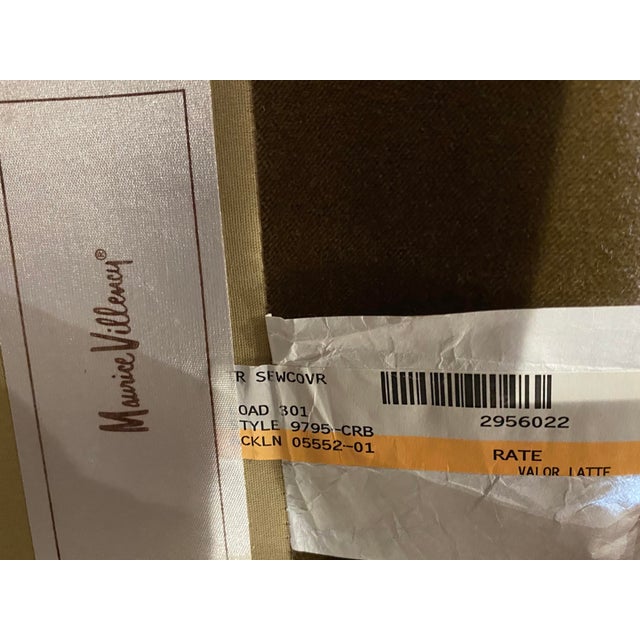 Maurice Villency®
R SEWCOVR
OAD 301
TYLE 9795-CRB
CKLN 05552-01
2956022
RATE
VALOR LATTE